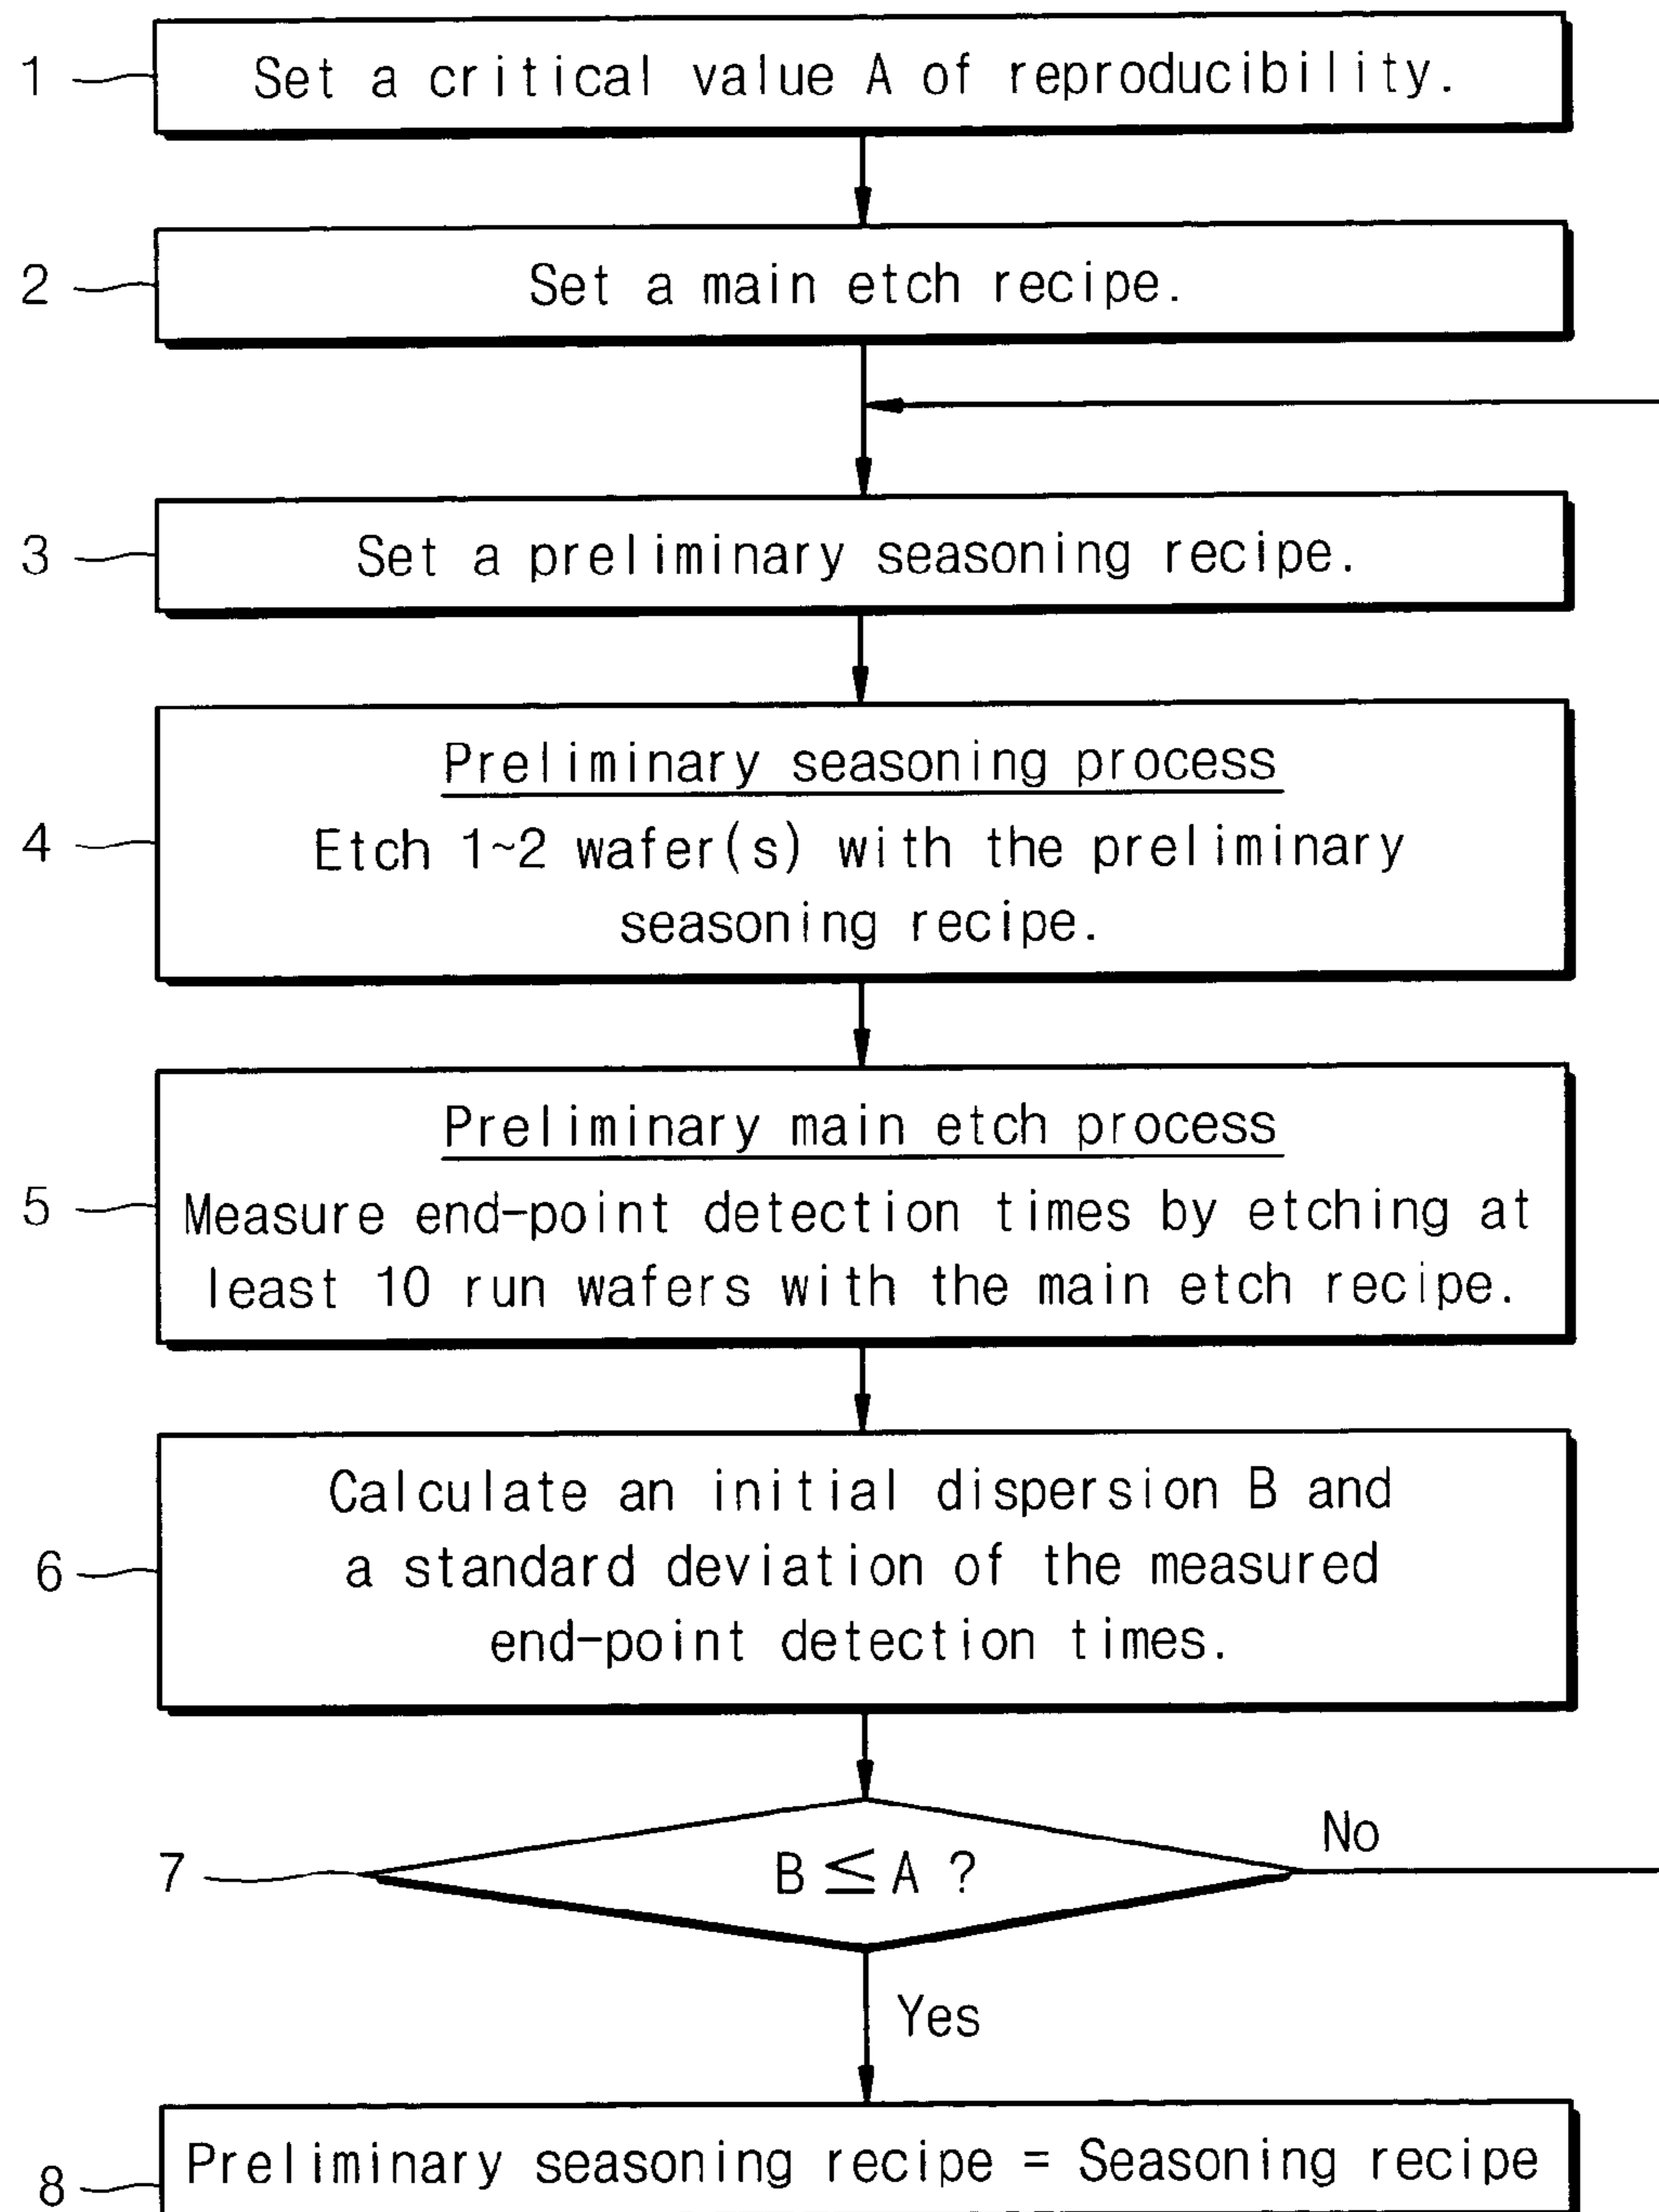 1
Set a critical value A of reproducibility.
2
Set a main etch recipe.
3
Set a preliminary seasoning recipe.
Preliminary seasoning process
4
Etch 1~2 wafer(s) with the preliminary
seasoning recipe.
Preliminary main etch process
5
Measure end-point detection times by etching at
least 10 run wafers with the main etch recipe.
Calculate an initial dispersion B and
6
a standard deviation of the measured
end-point detection times.
No
7
B ≤ A ?
Yes
8
Preliminary seasoning recipe = Seasoning recipe